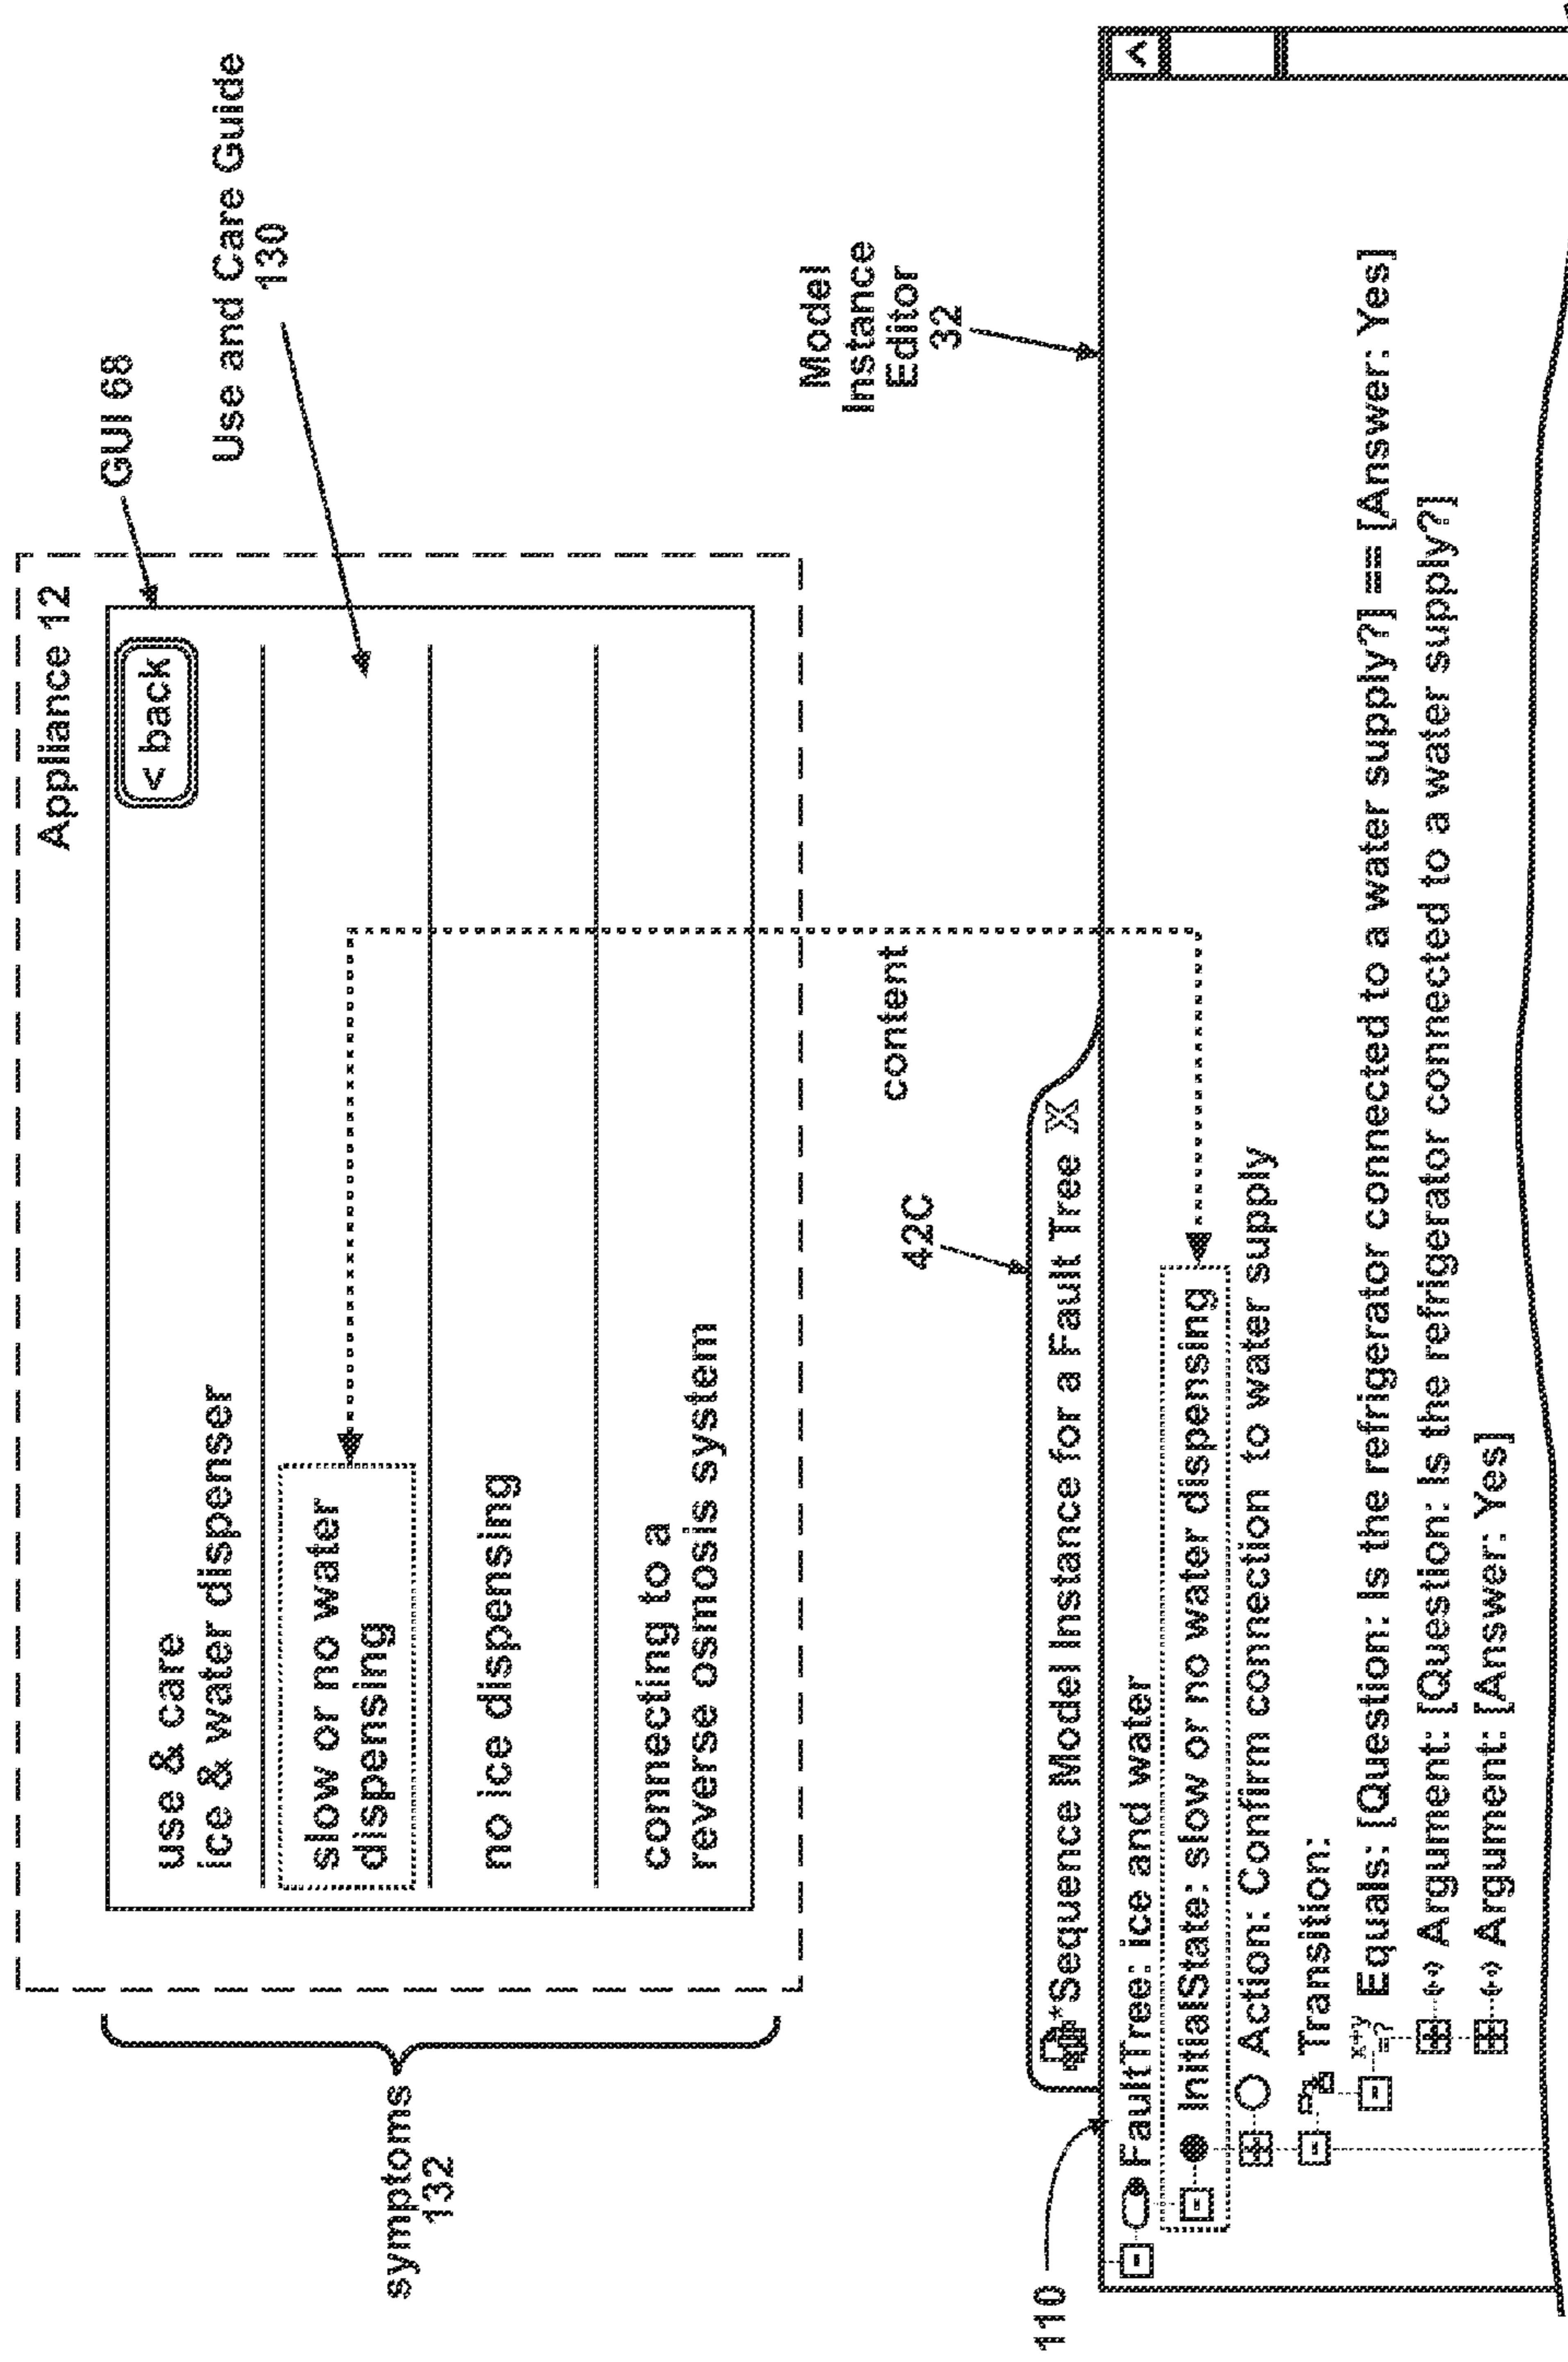 Appliance 12
GUI 68
< back
Use and Care Guide
130
use & care
ice & water dispenser
slow or no water
dispensing
no ice dispensing
connecting to a
reverse osmosis system
symptoms
132
content
Model
Instance
Editor
32
42C
110
*Sequence Model Instance for a Fault Tree X
FaultTree: ice and water
InitialState: slow or no water dispensing
Action: Confirm connection to water supply
Transition:
x+y
=?
Equals: [Question: Is the refrigerator connected to a water supply?] == [Answer: Yes]
Argument: [Question: Is the refrigerator connected to a water supply?]
Argument: [Answer: Yes]